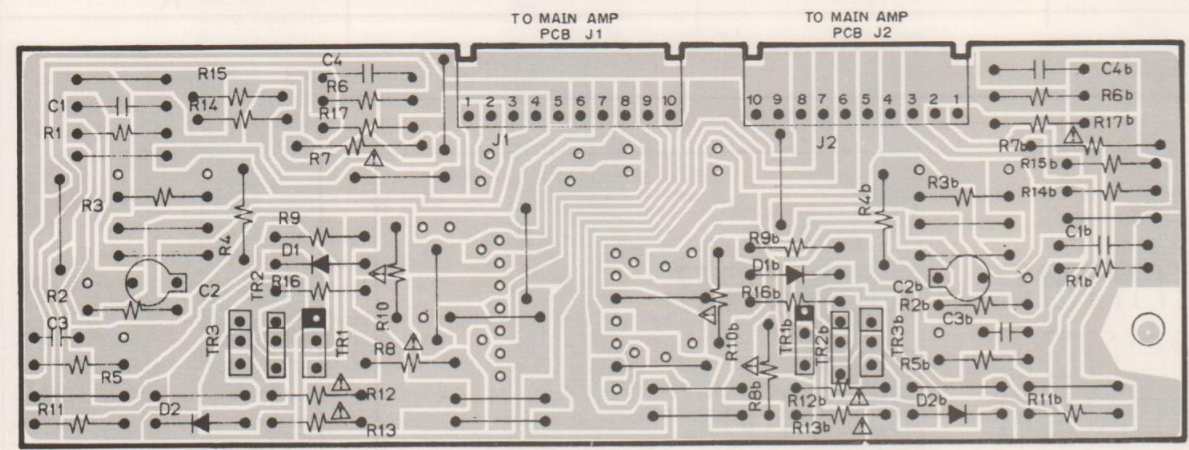 TO MAIN AMP
PCB J1
TO MAIN AMP
PCB J2
R15
C4
C4b
R14
R6
R6b
C1
R17
1 2 3 4 5 6 7 8 9 10
10 9 8 7 6 5 4 3 2 1
R17b
R1
J1
J2
R7
R7b
R15b
R3
R3b
R14b
R4
R9
R4b
C1b
D1
R9b
TR2
R16
D1b
R1b
R2
C2
R10
R16b
C2b
R2b
C3
TR3
TR1
R10b
TR1b
TR2b
TR3b
C3b
R5
R8
R8b
R5b
R11
D2
R12
R12b
D2b
R11b
R13
R13b